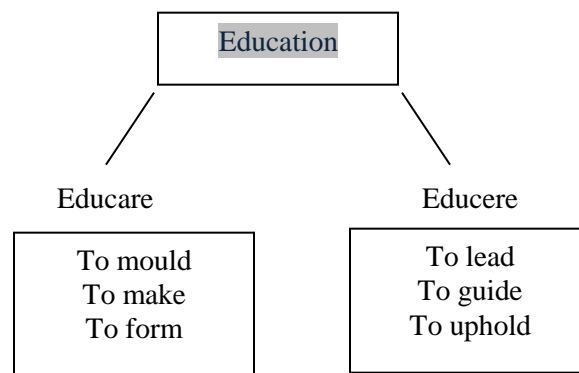 Education
Educare
Educere
To mould
To make
To form
To lead
To guide
To uphold